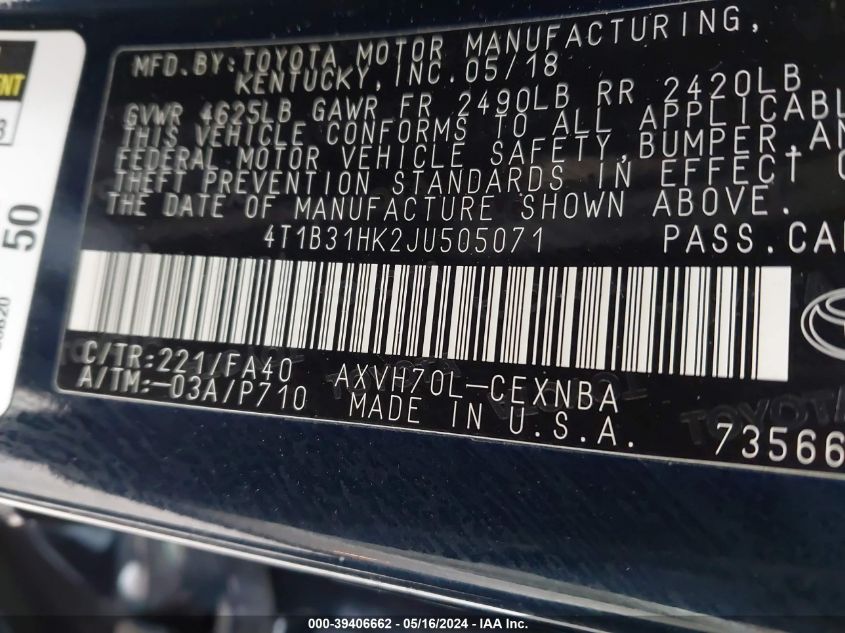 MFD.BY:TOYOTA MOTOR MANUFACTURING,
KENTUCKY,INC.05/18
GVWR 4625LB GAWR FR 2490LB RR 2420LB
THIS VEHICLE CONFORMS TO ALL APPLICABL
FEDERAL MOTOR VEHICLE SAFETY,BUMPER,AN
THEFT PREVENTION STANDARDS IN EFFECT O
THE DATE OF MANUFACTURE SHOWN ABOVE.
4T1B31HK2JU505071 PASS.CA
C/TR:221/FA40 AXVH70L-CEXNBA
A/TM:-03A/P710 MADE IN U.S.A.
73566
50
000-39406662 - 05/16/2024 - IAA Inc.